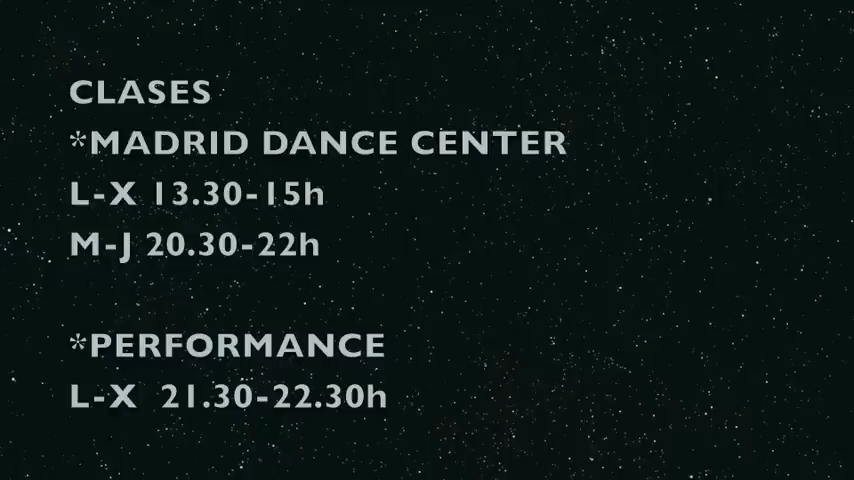 CLASES
*MADRID DANCE CENTER
L-X 13.30-15h
M-J 20.30-22h
*PERFORMANCE
L-X 21.30-22.30h